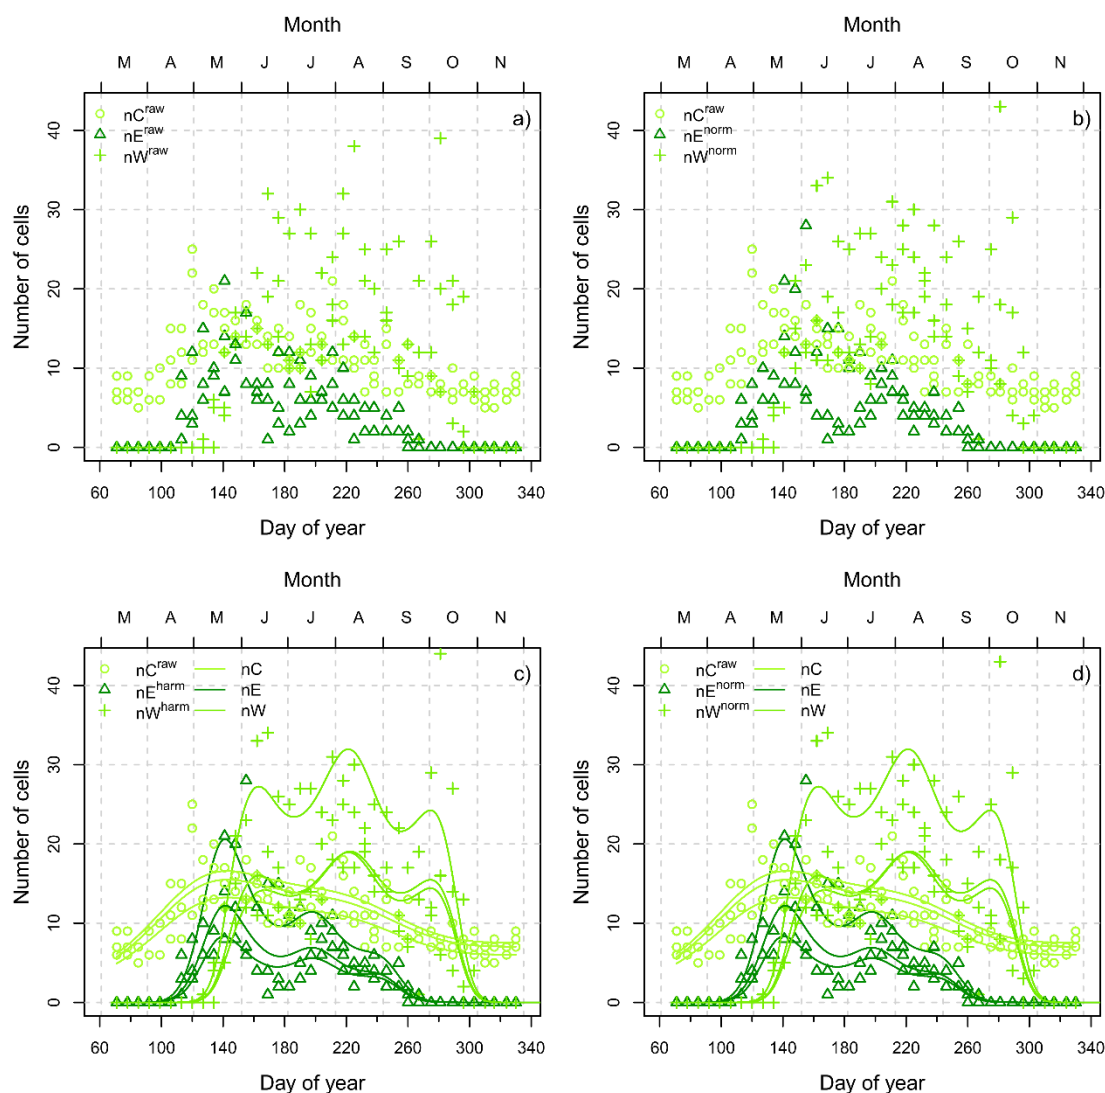 Month
M A M J J A S O N
nC^raw
nE^raw
nW^raw
a)
Number of cells
0 10 20 30 40
60 100 140 180 220 260 300 340
Day of year
Month
M A M J J A S O N
nC^raw
nE^norm
nW^norm
b)
Number of cells
0 10 20 30 40
60 100 140 180 220 260 300 340
Day of year
Month
M A M J J A S O N
nC^raw nC
nE^harm nE
nW^harm nW
c)
Number of cells
0 10 20 30 40
60 100 140 180 220 260 300 340
Day of year
Month
M A M J J A S O N
nC^raw nC
nE^norm nE
nW^norm nW
d)
Number of cells
0 10 20 30 40
60 100 140 180 220 260 300 340
Day of year